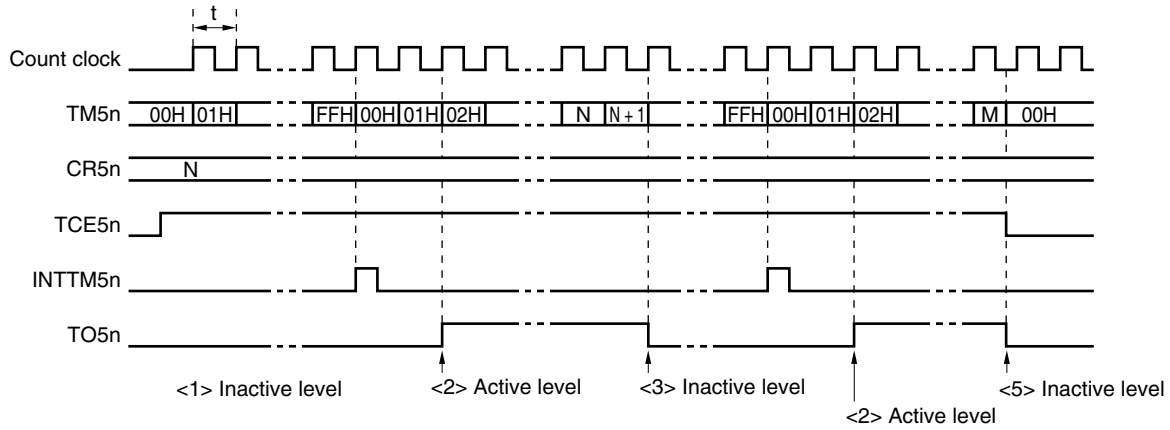 t
Count clock
TM5n 00H 01H FFH 00H 01H 02H N N + 1 FFH 00H 01H 02H M 00H
CR5n N
TCE5n
INTTM5n
TO5n
<1> Inactive level <2> Active level <3> Inactive level <5> Inactive level
<2> Active level